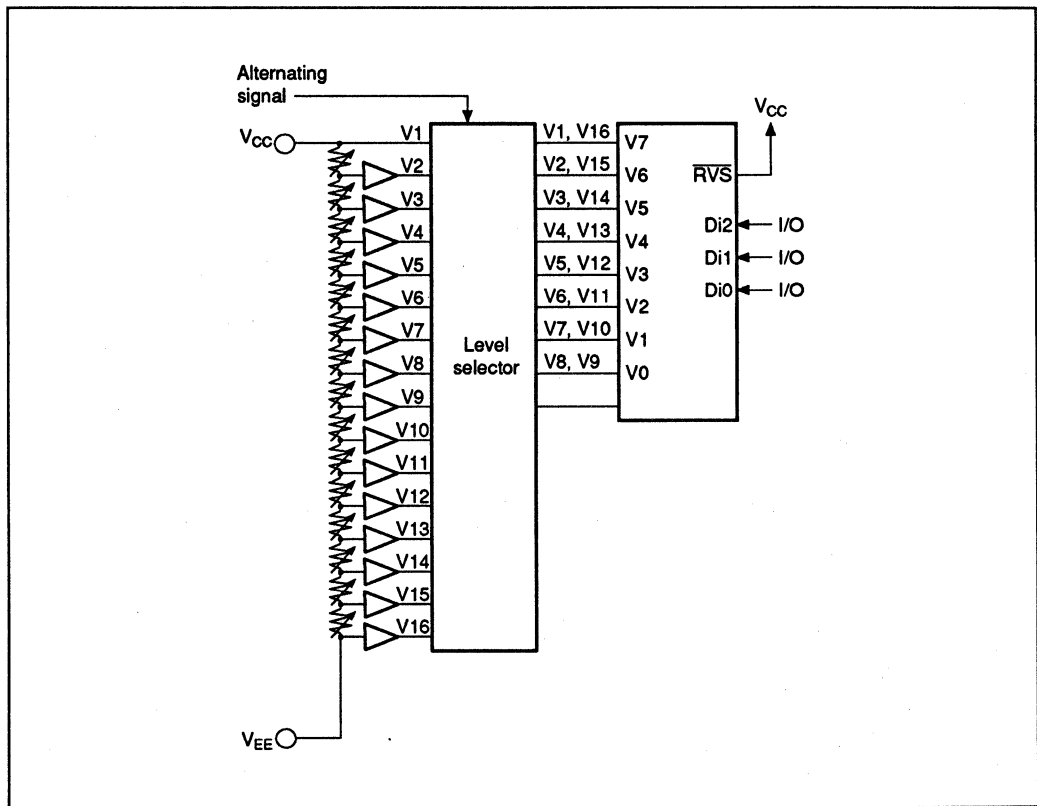 Alternating
signal
VCC
V1
V2
V3
V4
V5
V6
V7
V8
V9
V10
V11
V12
V13
V14
V15
V16
VEE
Level
selector
V1, V16
V2, V15
V3, V14
V4, V13
V5, V12
V6, V11
V7, V10
V8, V9
V7
V6
V5
V4
V3
V2
V1
V0
VCC
RVS
Di2 I/O
Di1 I/O
Di0 I/O